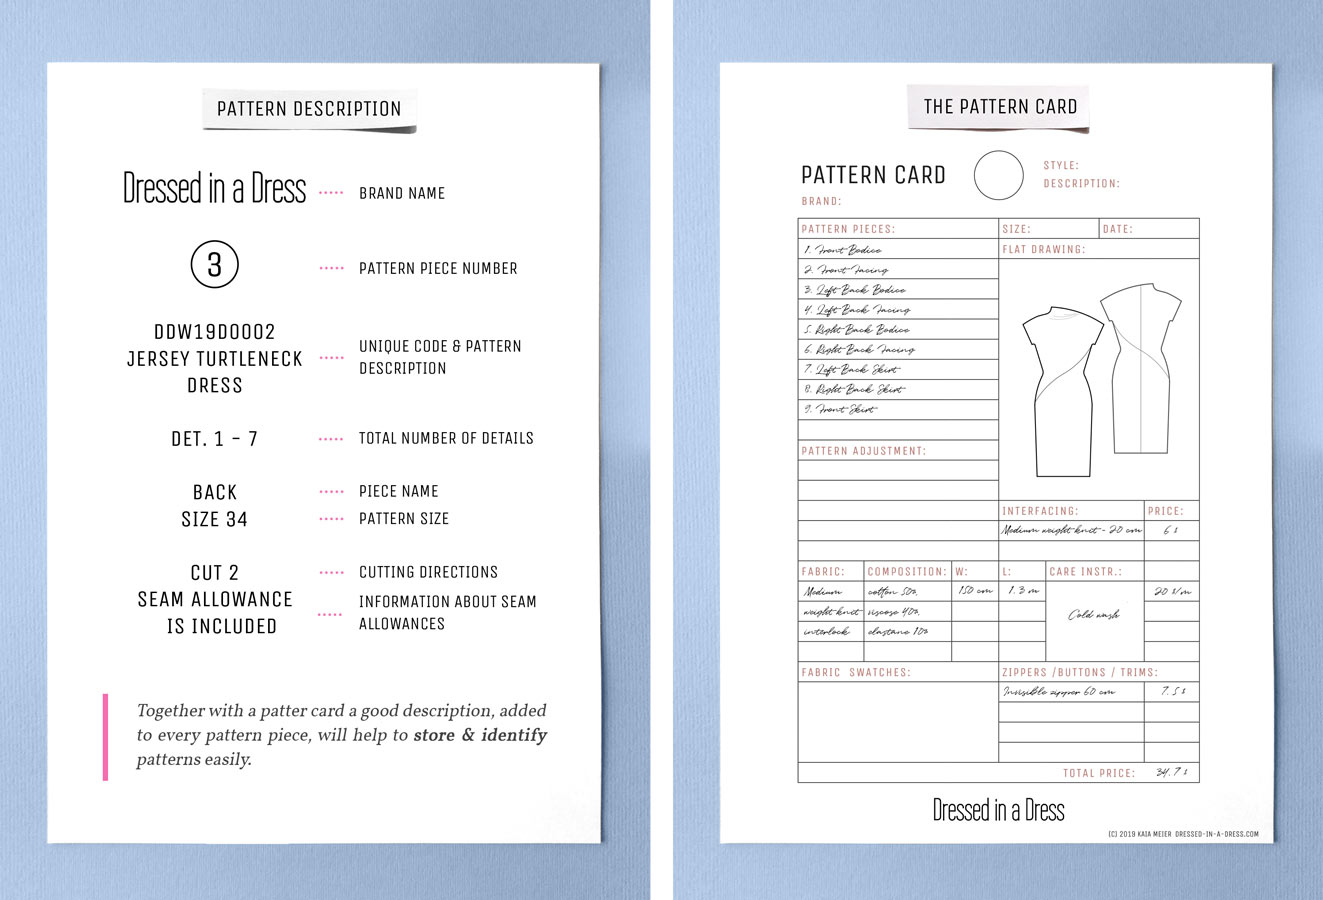 PATTERN DESCRIPTION
Dressed in a Dress
BRAND NAME
3
PATTERN PIECE NUMBER
DDW19D0002
JERSEY TURTLENECK
DRESS
UNIQUE CODE & PATTERN
DESCRIPTION
DET. 1 - 7
TOTAL NUMBER OF DETAILS
BACK
PIECE NAME
SIZE 34
PATTERN SIZE
CUT 2
CUTTING DIRECTIONS
SEAM ALLOWANCE
IS INCLUDED
INFORMATION ABOUT SEAM
ALLOWANCES
Together with a patter card a good description, added
to every pattern piece, will help to store & identify
patterns easily.
THE PATTERN CARD
PATTERN CARD
STYLE:
DESCRIPTION:
BRAND:
PATTERN PIECES:
SIZE:
DATE:
1. Front Bodice
FLAT DRAWING:
2. Front Facing
3. Left Back Bodice
4. Left Back Facing
5. Right Back Bodice
6. Right Back Facing
7. Left Back Skirt
8. Right Back Skirt
9. Front Skirt
PATTERN ADJUSTMENT:
INTERFACING:
PRICE:
Medium weight knit - 20 cm
6 $
FABRIC:
COMPOSITION:
W:
L:
CARE INSTR.:
Medium
cotton 50%
150 cm
1.3 m
20 $/m
weight knit
viscose 40%
Cold wash
interlock
elastane 10%
FABRIC SWATCHES:
ZIPPERS /BUTTONS / TRIMS:
Invisible zipper 60 cm
7.5 $
TOTAL PRICE:
34.7 $
Dressed in a Dress
(C) 2019 KAIA MEIER DRESSED-IN-A-DRESS.COM